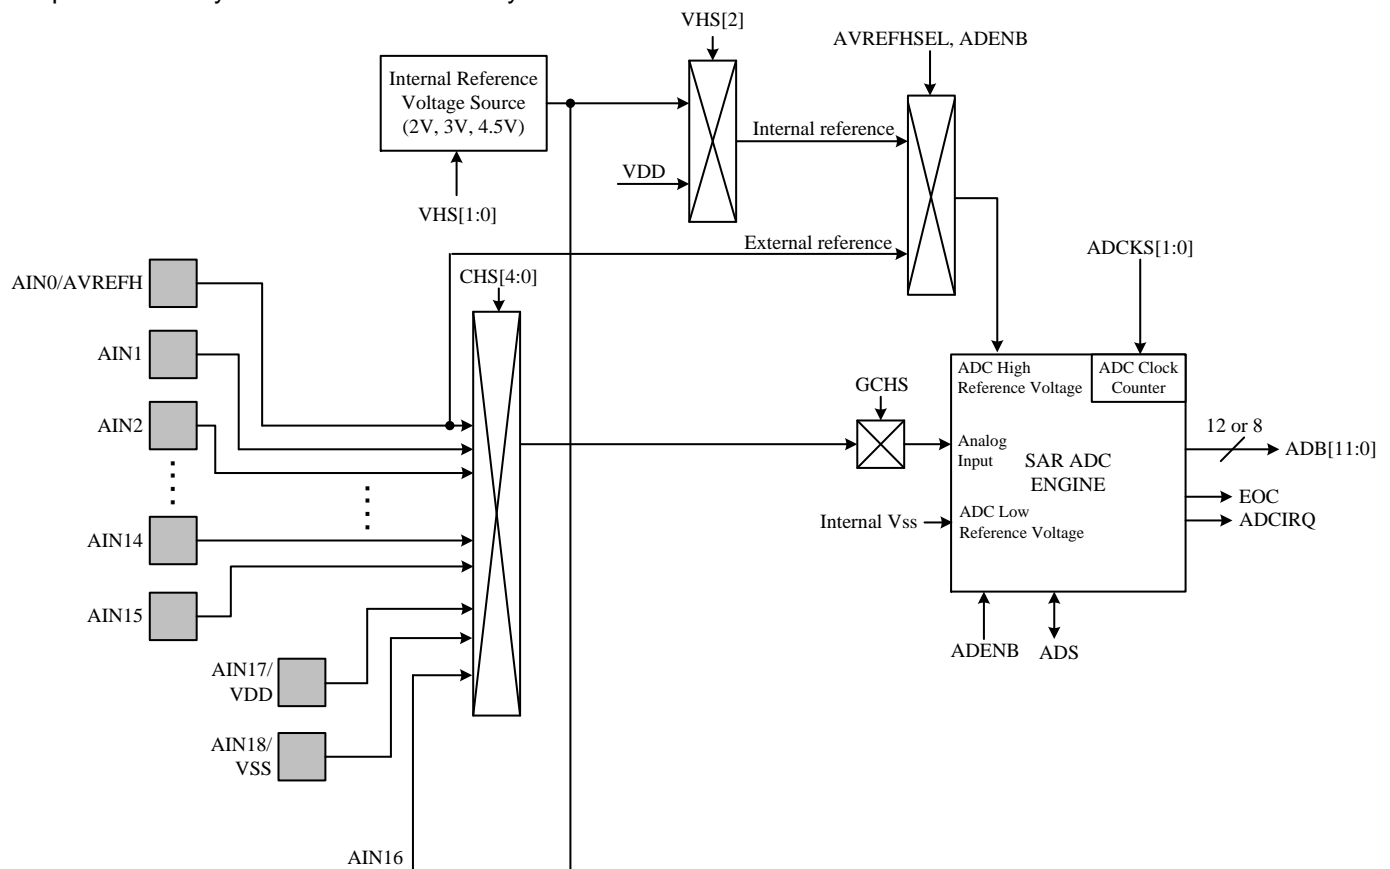 VHS[2]
AVREFHSEL, ADENB
Internal Reference
Voltage Source
(2V, 3V, 4.5V)
Internal reference
VDD
VHS[1:0]
External reference
ADCKS[1:0]
AIN0/AVREFH
CHS[4:0]
AIN1
ADC High
Reference Voltage
ADC Clock
Counter
GCHS
AIN2
12 or 8
ADB[11:0]
Analog
Input
SAR ADC
ENGINE
EOC
ADCIRQ
Internal Vss
ADC Low
Reference Voltage
AIN14
AIN15
ADENB
ADS
AIN17/
VDD
AIN18/
VSS
AIN16